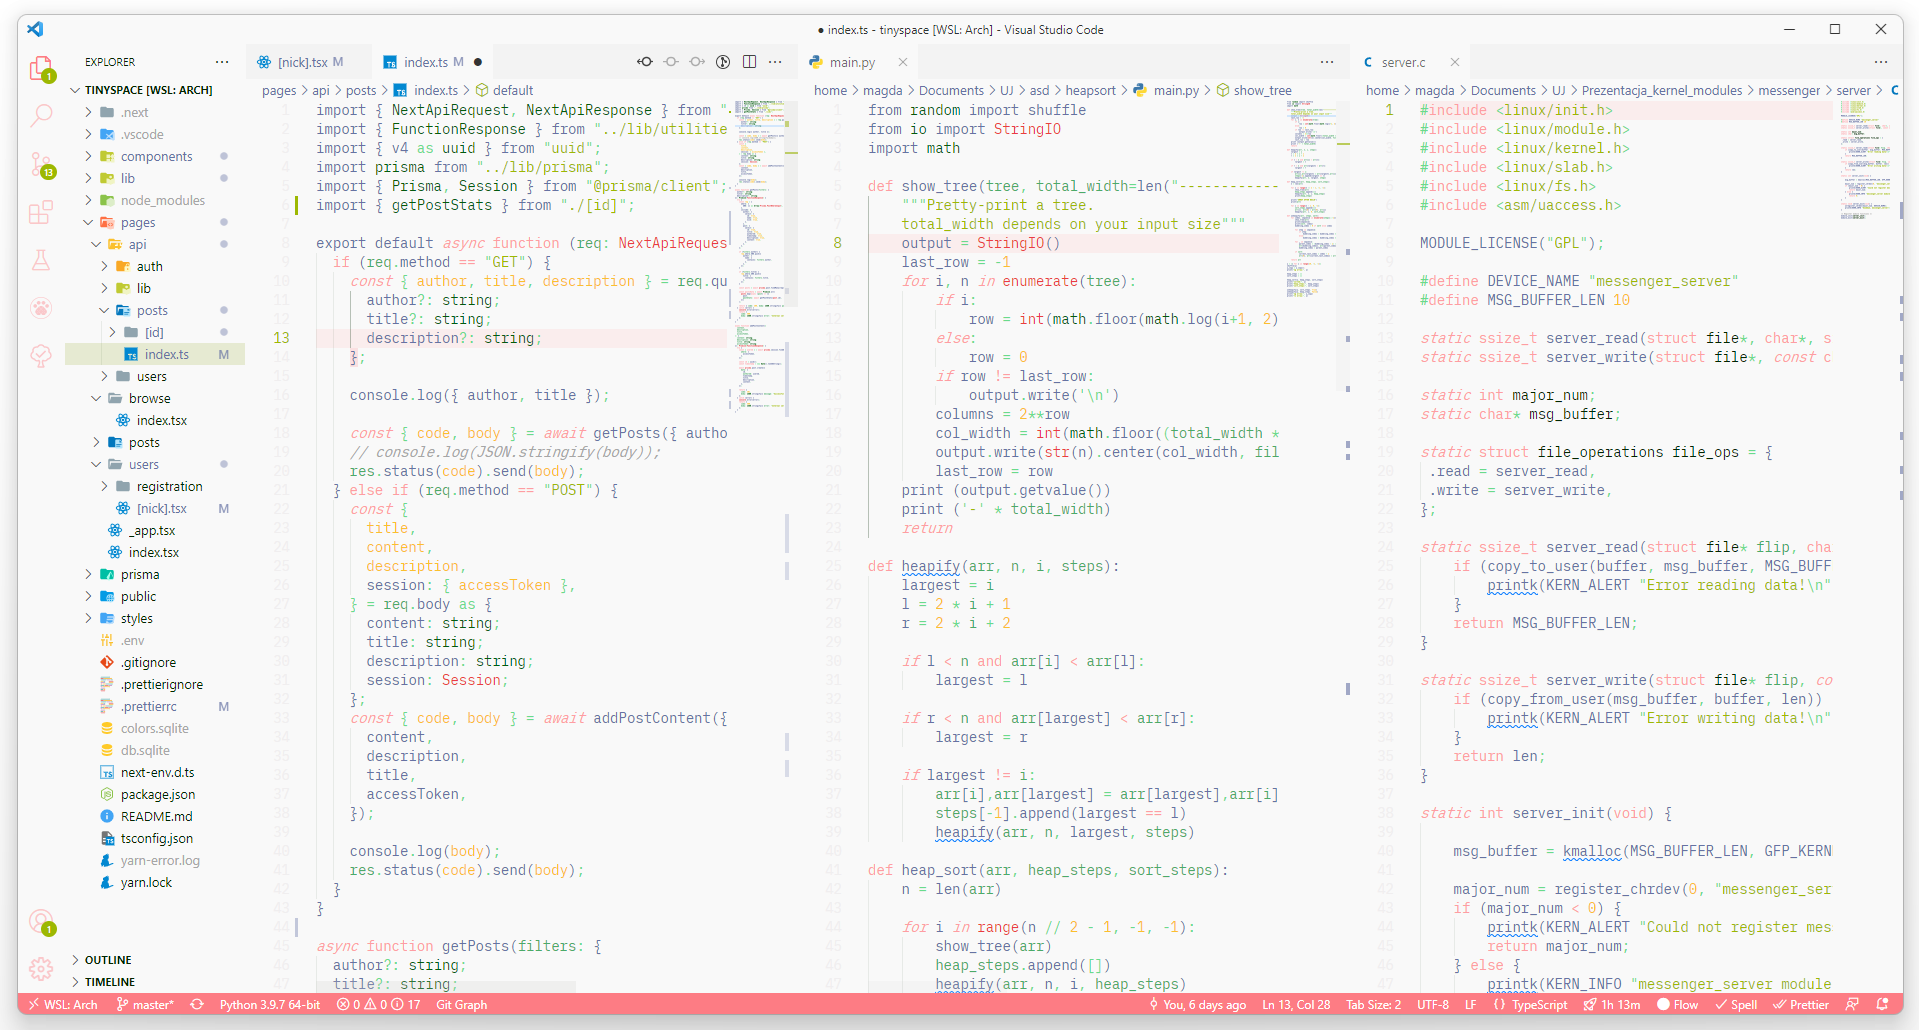 ● index.ts - tinyspace [WSL: Arch] - Visual Studio Code
EXPLORER
TINYSPACE [WSL: ARCH]
.next
.vscode
components
lib
node_modules
pages
api
auth
lib
posts
[id]
index.ts M
users
browse
index.tsx
posts
users
registration
[nick].tsx M
_app.tsx
index.tsx
prisma
public
styles
.env
.gitignore
.prettierignore
.prettierrc M
colors.sqlite
db.sqlite
next-env.d.ts
package.json
README.md
tsconfig.json
yarn-error.log
yarn.lock
OUTLINE
TIMELINE
1
13
1
[nick].tsx M
index.ts M ●
pages > api > posts > index.ts > default
1 import { NextApiRequest, NextApiResponse } from "
2 import { FunctionResponse } from "../lib/utilitie
3 import { v4 as uuid } from "uuid";
4 import prisma from "../lib/prisma";
5 import { Prisma, Session } from "@prisma/client";
6 import { getPostStats } from "./[id]";
7
8 export default async function (req: NextApiReques
9 if (req.method == "GET") {
10 const { author, title, description } = req.qu
11 author?: string;
12 title?: string;
13 description?: string;
14 };
15
16 console.log({ author, title });
17
18 const { code, body } = await getPosts({ autho
19 // console.log(JSON.stringify(body));
20 res.status(code).send(body);
21 } else if (req.method == "POST") {
22 const {
23 title,
24 content,
25 description,
26 session: { accessToken },
27 } = req.body as {
28 content: string;
29 title: string;
30 description: string;
31 session: Session;
32 };
33 const { code, body } = await addPostContent({
34 content,
35 description,
36 title,
37 accessToken,
38 });
39
40 console.log(body);
41 res.status(code).send(body);
42 }
43 }
44
45 async function getPosts(filters: {
46 author?: string;
47 title?: string;
main.py
home > magda > Documents > UJ > asd > heapsort > main.py > show_tree
1 from random import shuffle
2 from io import StringIO
3 import math
4
5 def show_tree(tree, total_width=len("------------
6 """Pretty-print a tree.
7 total_width depends on your input size"""
8 output = StringIO()
9 last_row = -1
10 for i, n in enumerate(tree):
11 if i:
12 row = int(math.floor(math.log(i+1, 2)
13 else:
14 row = 0
15 if row != last_row:
16 output.write('\n')
17 columns = 2**row
18 col_width = int(math.floor((total_width *
19 output.write(str(n).center(col_width, fil
20 last_row = row
21 print (output.getvalue())
22 print ('-' * total_width)
23 return
24
25 def heapify(arr, n, i, steps):
26 largest = i
27 l = 2 * i + 1
28 r = 2 * i + 2
29
30 if l < n and arr[i] < arr[l]:
31 largest = l
32
33 if r < n and arr[largest] < arr[r]:
34 largest = r
35
36 if largest != i:
37 arr[i],arr[largest] = arr[largest],arr[i]
38 steps[-1].append(largest == l)
39 heapify(arr, n, largest, steps)
40
41 def heap_sort(arr, heap_steps, sort_steps):
42 n = len(arr)
43
44 for i in range(n // 2 - 1, -1, -1):
45 show_tree(arr)
46 heap_steps.append([])
47 heapify(arr, n, i, heap_steps)
C server.c
home > magda > Documents > UJ > Prezentacja_kernel_modules > messenger > server > C
1 #include <linux/init.h>
2 #include <linux/module.h>
3 #include <linux/kernel.h>
4 #include <linux/slab.h>
5 #include <linux/fs.h>
6 #include <asm/uaccess.h>
7
8 MODULE_LICENSE("GPL");
9
10 #define DEVICE_NAME "messenger_server"
11 #define MSG_BUFFER_LEN 10
12
13 static ssize_t server_read(struct file*, char*, s
14 static ssize_t server_write(struct file*, const c
15
16 static int major_num;
17 static char* msg_buffer;
18
19 static struct file_operations file_ops = {
20 .read = server_read,
21 .write = server_write,
22 };
23
24 static ssize_t server_read(struct file* flip, cha
25 if (copy_to_user(buffer, msg_buffer, MSG_BUFF
26 printk(KERN_ALERT "Error reading data!\n"
27 }
28 return MSG_BUFFER_LEN;
29 }
30
31 static ssize_t server_write(struct file* flip, co
32 if (copy_from_user(msg_buffer, buffer, len))
33 printk(KERN_ALERT "Error writing data!\n"
34 }
35 return len;
36 }
37
38 static int server_init(void) {
39
40 msg_buffer = kmalloc(MSG_BUFFER_LEN, GFP_KERN
41
42 major_num = register_chrdev(0, "messenger_ser
43 if (major_num < 0) {
44 printk(KERN_ALERT "Could not register mes
45 return major_num;
46 } else {
47 printk(KERN_INFO "messenger_server module
WSL: Arch master* Python 3.9.7 64-bit 0 0 17 Git Graph You, 6 days ago Ln 13, Col 28 Tab Size: 2 UTF-8 LF {} TypeScript 1h 13m Flow Spell Prettier